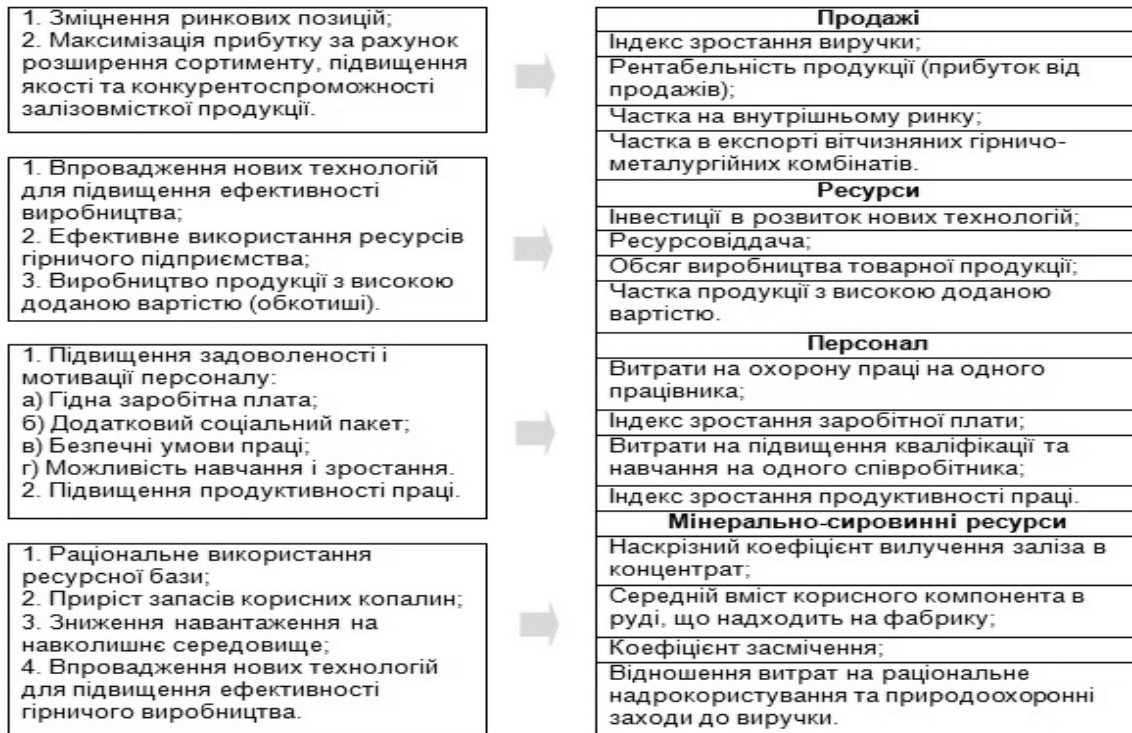 1. Зміцнення ринкових позицій;
2. Максимізація прибутку за рахунок
розширення сортименту, підвищення
якості та конкурентоспроможності
залізовмісткої продукції.
Продажі
Індекс зростання виручки;
Рентабельність продукції (прибуток від
продажів);
Частка на внутрішньому ринку;
Частка в експорті вітчизняних гірничо-
металургійних комбінатів.
1. Впровадження нових технологій
для підвищення ефективності
виробництва;
2. Ефективне використання ресурсів
гірничого підприємства;
3. Виробництво продукції з високою
доданою вартістю (обкотиші).
Ресурси
Інвестиції в розвиток нових технологій;
Ресурсовіддача;
Обсяг виробництва товарної продукції;
Частка продукції з високою доданою
вартістю.
1. Підвищення задоволеності і
мотивації персоналу:
а) Гідна заробітна плата;
б) Додатковий соціальний пакет;
в) Безпечні умови праці;
г) Можливість навчання і зростання.
2. Підвищення продуктивності праці.
Персонал
Витрати на охорону праці на одного
працівника;
Індекс зростання заробітної плати;
Витрати на підвищення кваліфікації та
навчання на одного співробітника;
Індекс зростання продуктивності праці.
1. Раціональне використання
ресурсної бази;
2. Приріст запасів корисних копалин;
3. Зниження навантаження на
навколишнє середовище;
4. Впровадження нових технологій
для підвищення ефективності
гірничого виробництва.
Мінерально-сировинні ресурси
Наскрізний коефіцієнт вилучення заліза в
концентрат;
Середній вміст корисного компонента в
руді, що надходить на фабрику;
Коефіцієнт засмічення;
Відношення витрат на раціональне
надрокористування та природоохоронні
заходи до виручки.